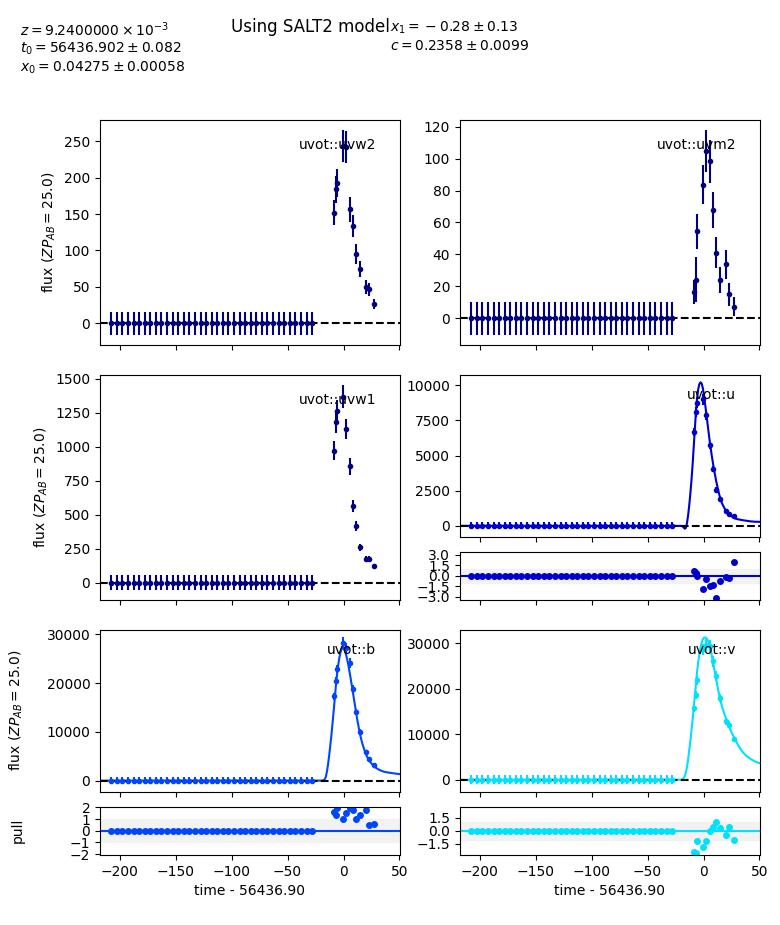 Using SALT2 model
z = 9.2400000 × 10⁻³
t₀ = 56436.902 ± 0.082
x₀ = 0.04275 ± 0.00058
x₁ = −0.28 ± 0.13
c = 0.2358 ± 0.0099
uvot::uvw2
250
200
150
100
50
0
flux (ZP_AB = 25.0)
uvot::uvm2
120
100
80
60
40
20
0
uvot::uvw1
1500
1250
1000
750
500
250
0
flux (ZP_AB = 25.0)
uvot::u
10000
7500
5000
2500
0
3.0
1.5
0.0
−1.5
−3.0
uvot::b
30000
20000
10000
0
flux (ZP_AB = 25.0)
2
1
0
−1
−2
pull
−200 −150 −100 −50 0 50
time - 56436.90
uvot::v
30000
20000
10000
0
1.5
0.0
−1.5
−200 −150 −100 −50 0 50
time - 56436.90